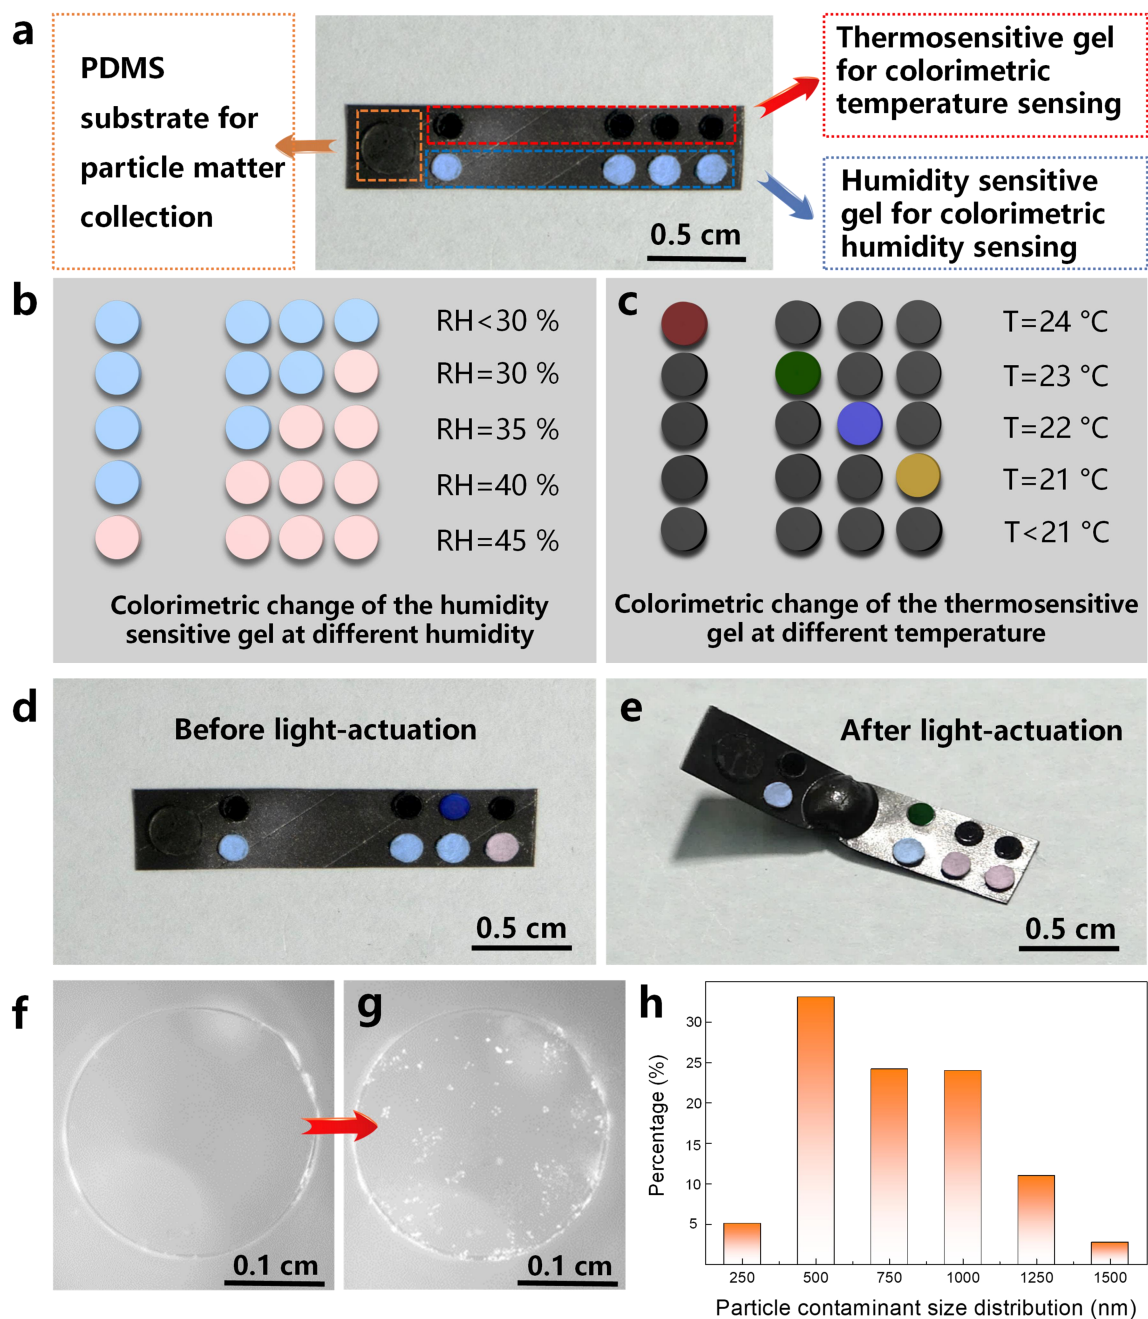 a
PDMS
substrate for
particle matter
collection
0.5 cm
Thermosensitive gel
for colorimetric
temperature sensing
Humidity sensitive
gel for colorimetric
humidity sensing
b
RH<30 %
RH=30 %
RH=35 %
RH=40 %
RH=45 %
Colorimetric change of the humidity
sensitive gel at different humidity
c
T=24 °C
T=23 °C
T=22 °C
T=21 °C
T<21 °C
Colorimetric change of the thermosensitive
gel at different temperature
d
Before light-actuation
0.5 cm
e
After light-actuation
0.5 cm
f
0.1 cm
g
0.1 cm
h
Percentage (%)
30
25
20
15
10
5
250 500 750 1000 1250 1500
Particle contaminant size distribution (nm)